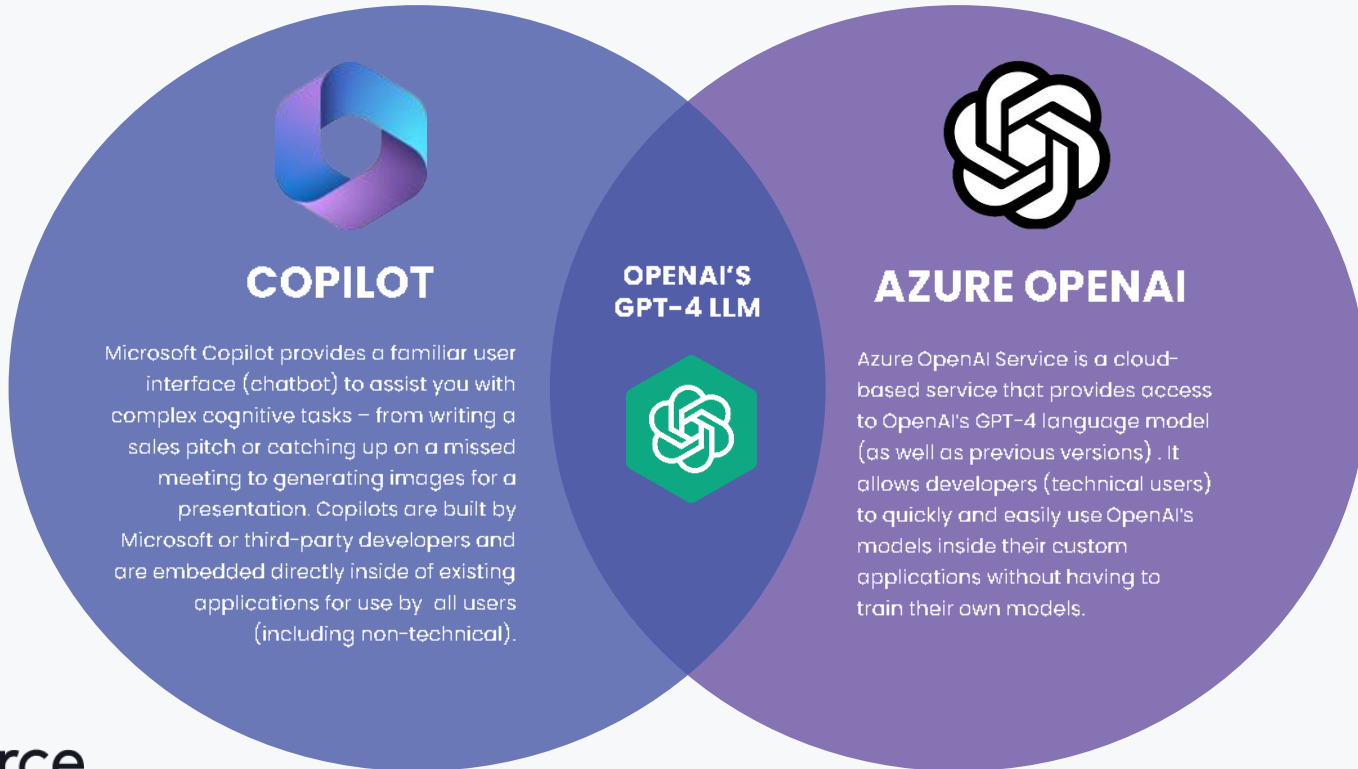 COPILOT
Microsoft Copilot provides a familiar user
interface (chatbot) to assist you with
complex cognitive tasks – from writing a
sales pitch or catching up on a missed
meeting to generating images for a
presentation. Copilots are built by
Microsoft or third-party developers and
are embedded directly inside of existing
applications for use by  all users
(including non-technical).
OPENAI’S
GPT-4 LLM
AZURE OPENAI
Azure OpenAI Service is a cloud-
based service that provides access
to OpenAI's GPT-4 language model
(as well as previous versions) . It
allows developers (technical users)
to quickly and easily use OpenAI's
models inside their custom
applications without having to
train their own models.